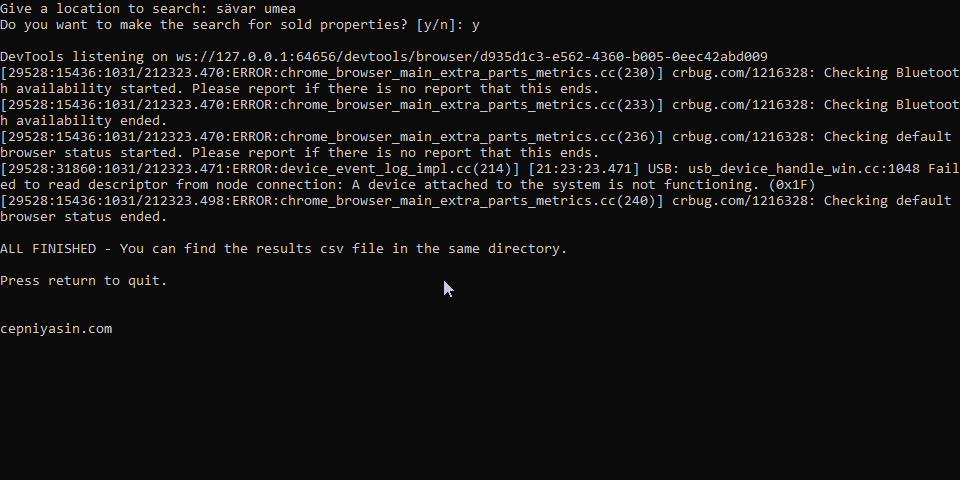 Give a location to search: sävar umea
Do you want to make the search for sold properties? [y/n]: y
DevTools listening on ws://127.0.0.1:64656/devtools/browser/d935d1c3-e562-4360-b005-0eec42abd009
[29528:15436:1031/212323.470:ERROR:chrome_browser_main_extra_parts_metrics.cc(230)] crbug.com/1216328: Checking Bluetoot
h availability started. Please report if there is no report that this ends.
[29528:15436:1031/212323.470:ERROR:chrome_browser_main_extra_parts_metrics.cc(233)] crbug.com/1216328: Checking Bluetoot
h availability ended.
[29528:15436:1031/212323.470:ERROR:chrome_browser_main_extra_parts_metrics.cc(236)] crbug.com/1216328: Checking default
browser status started. Please report if there is no report that this ends.
[29528:31860:1031/212323.471:ERROR:device_event_log_impl.cc(214)] [21:23:23.471] USB: usb_device_handle_win.cc:1048 Fail
ed to read descriptor from node connection: A device attached to the system is not functioning. (0x1F)
[29528:15436:1031/212323.498:ERROR:chrome_browser_main_extra_parts_metrics.cc(240)] crbug.com/1216328: Checking default
browser status ended.
ALL FINISHED - You can find the results csv file in the same directory.
Press return to quit.
cepniyasin.com